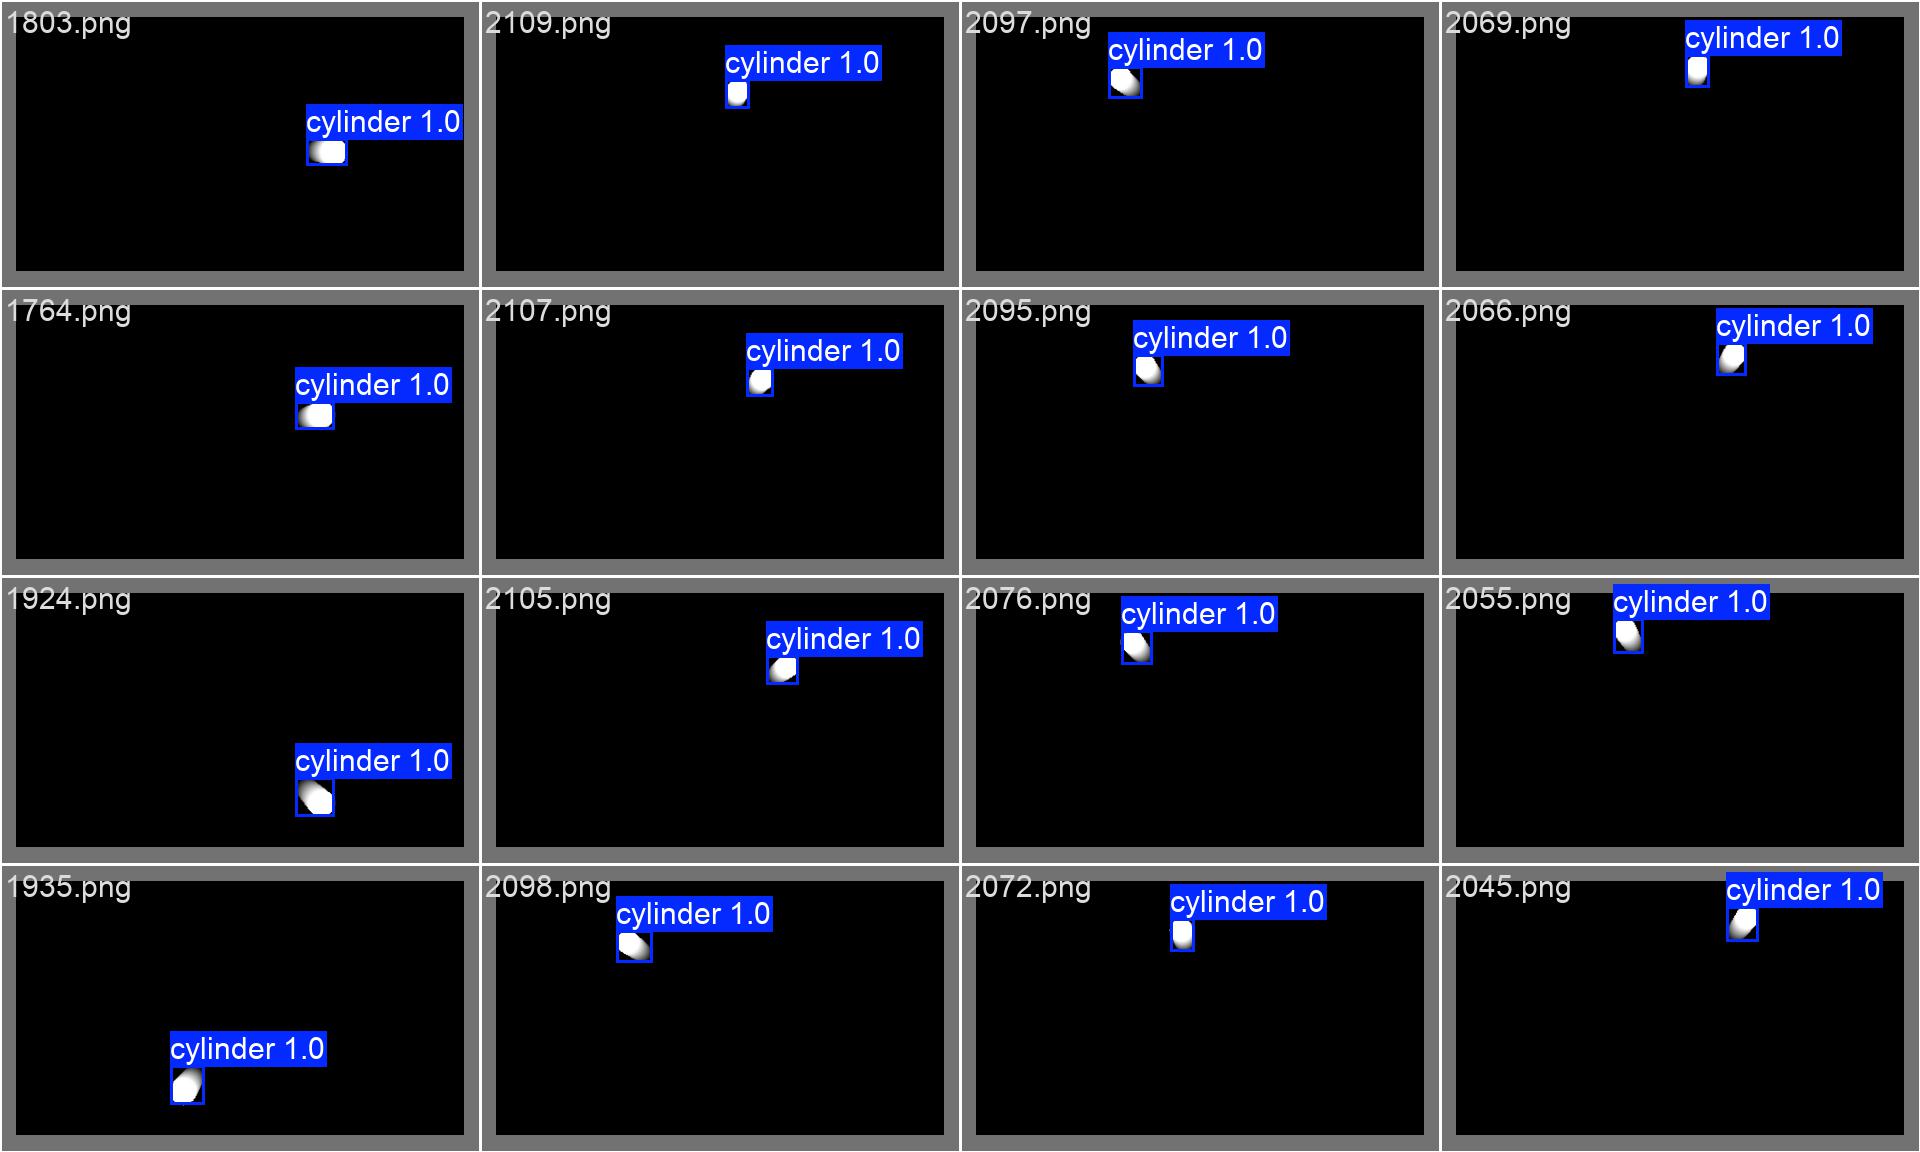 1803.png
cylinder 1.0
2109.png
cylinder 1.0
2097.png
cylinder 1.0
2069.png
cylinder 1.0
1764.png
cylinder 1.0
2107.png
cylinder 1.0
2095.png
cylinder 1.0
2066.png
cylinder 1.0
1924.png
cylinder 1.0
2105.png
cylinder 1.0
2076.png
cylinder 1.0
2055.png
cylinder 1.0
1935.png
cylinder 1.0
2098.png
cylinder 1.0
2072.png
cylinder 1.0
2045.png
cylinder 1.0